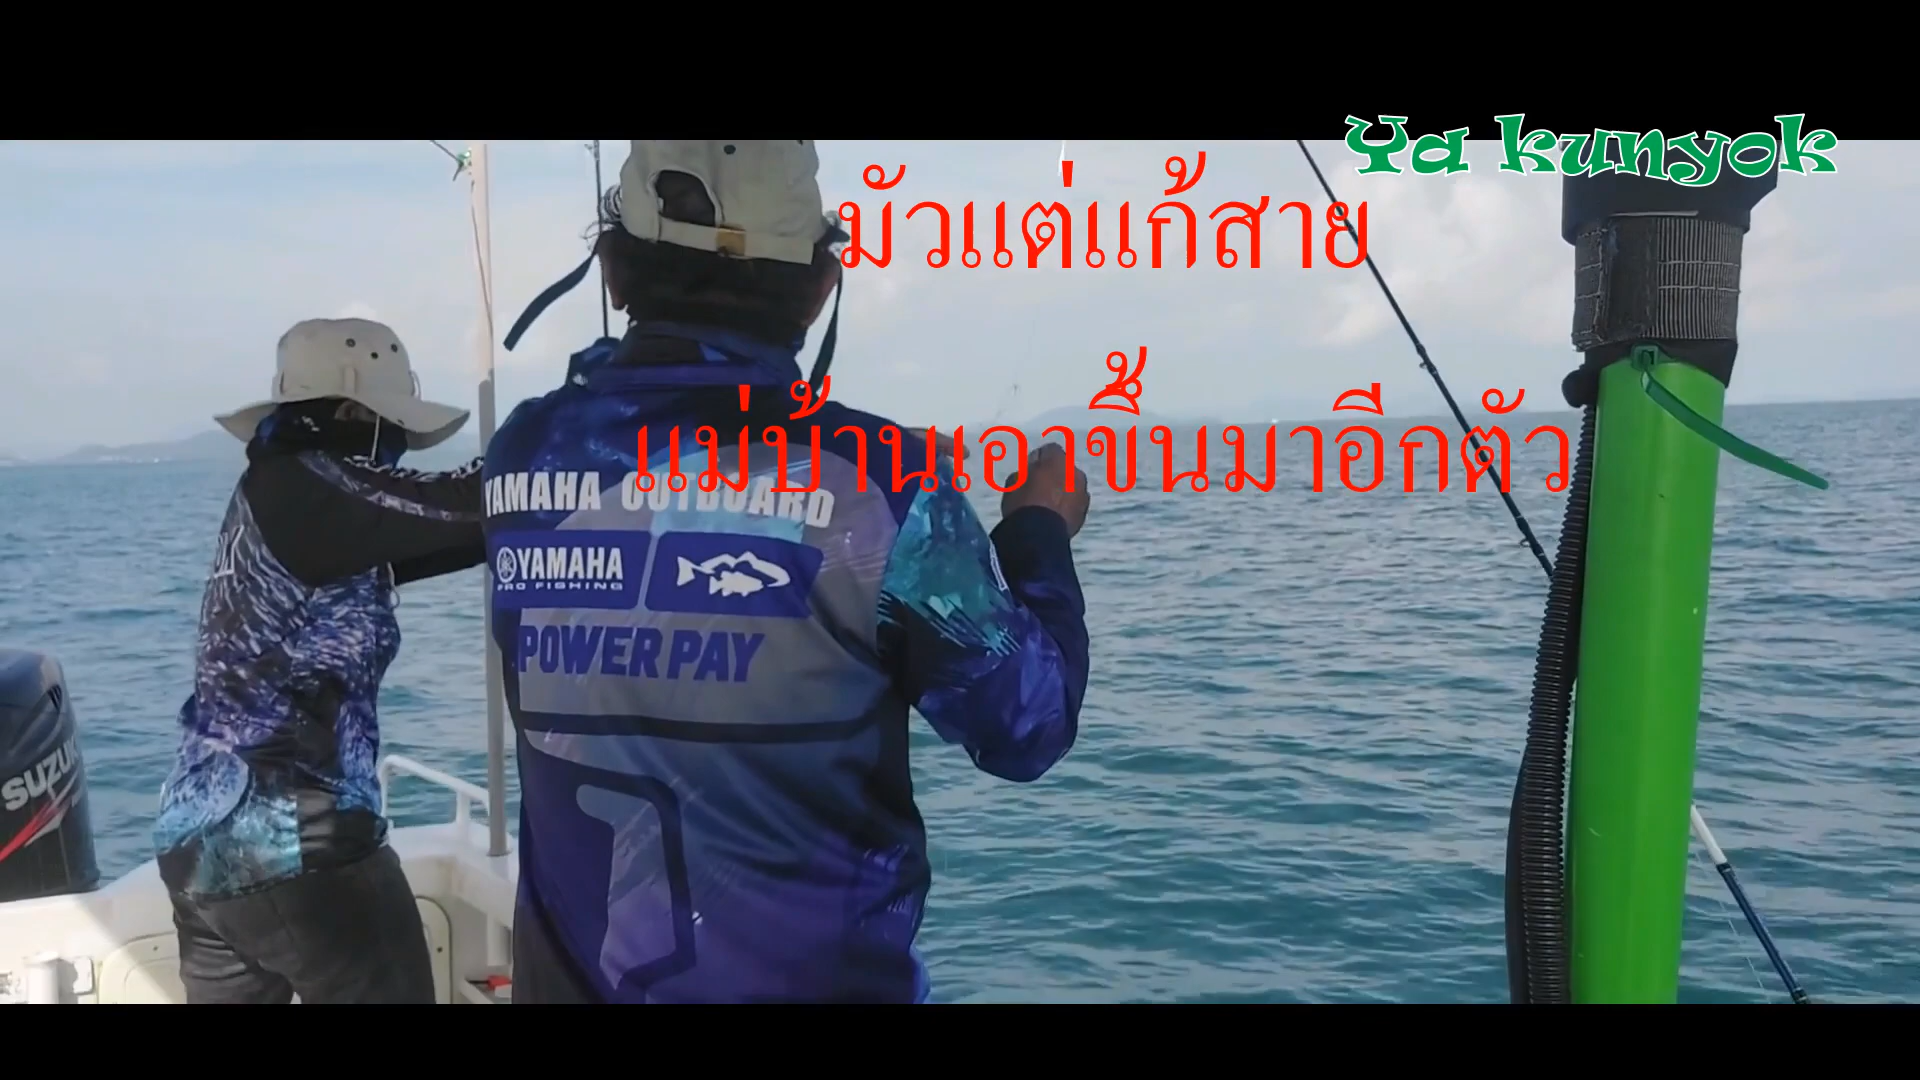 Ya kunyok
มัวแต่แก้สาย
แม่บ้านเอาขึ้นมาอีกตัว
YAMAHA OUTBOARD
YAMAHA
PRO FISHING
POWER PAY
SUZUKI